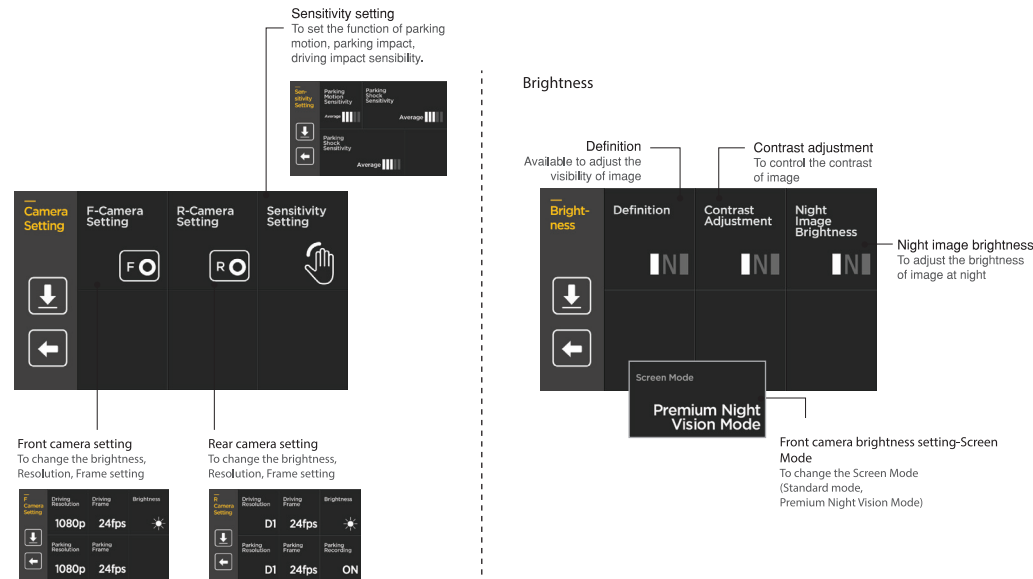 Sensitivity setting
To set the function of parking
motion, parking impact,
driving impact sensibility.
Sen-
sitivity
Setting
Parking
Motion
Sensitivity
Average
Parking
Shock
Sensitivity
Average
Parking
Shock
Sensitivity
Average
Camera
Setting
F-Camera
Setting
F
R-Camera
Setting
R
Sensitivity
Setting
Front camera setting
To change the brightness,
Resolution, Frame setting
F
Camera
Setting
Driving
Resolution
1080p
Driving
Frame
24fps
Brightness
Parking
Resolution
1080p
Parking
Frame
24fps
Rear camera setting
To change the brightness,
Resolution, Frame setting
R
Camera
Setting
Driving
Resolution
D1
Driving
Frame
24fps
Brightness
Parking
Resolution
D1
Parking
Frame
24fps
Parking
Recording
ON
Brightness
Definition
Available to adjust the
visibility of image
Contrast adjustment
To control the contrast
of image
Bright-
ness
Definition
N
Contrast
Adjustment
N
Night
Image
Brightness
N
Night image brightness
To adjust the brightness
of image at night
Screen Mode
Premium Night
Vision Mode
Front camera brightness setting-Screen
Mode
To change the Screen Mode
(Standard mode,
Premium Night Vision Mode)